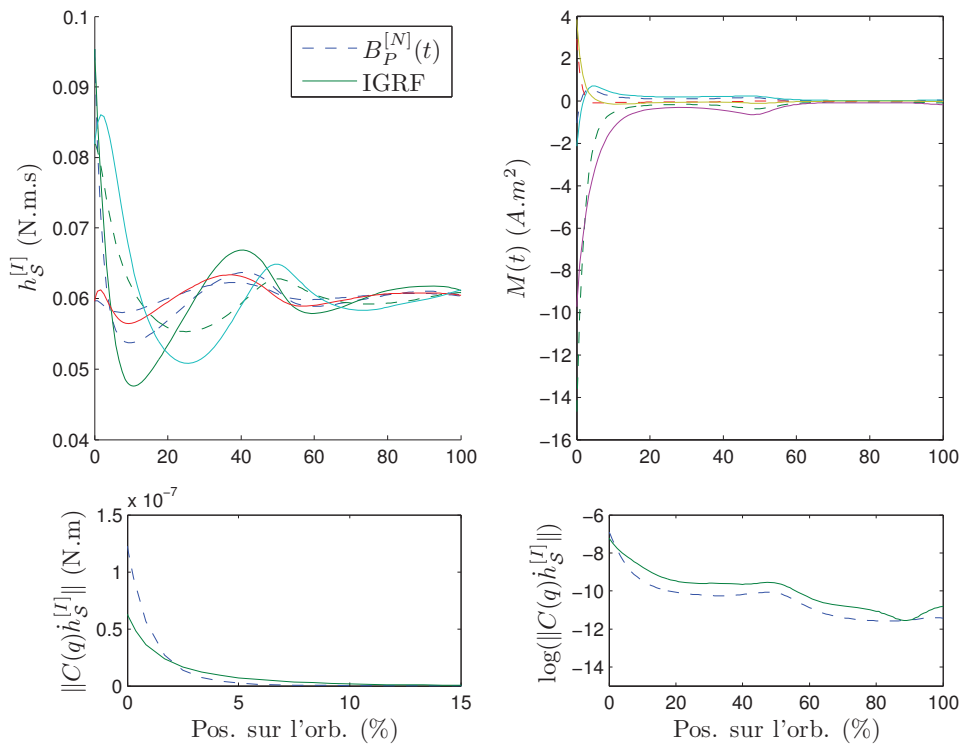 0.1
0.09
0.08
0.07
0.06
0.05
0.04
h_S^{[I]} (N.m.s)
0 20 40 60 80 100
B_P^{[N]}(t)
IGRF
4
2
0
-2
-4
-6
-8
-10
-12
-14
-16
M(t) (A.m^2)
0 20 40 60 80 100
x 10^{-7}
1.5
1
0.5
0
||C(q)ḣ_S^{[I]}|| (N.m)
0 5 10 15
Pos. sur l'orb. (%)
-6
-8
-10
-12
-14
log(||C(q)ḣ_S^{[I]}||)
0 20 40 60 80 100
Pos. sur l'orb. (%)